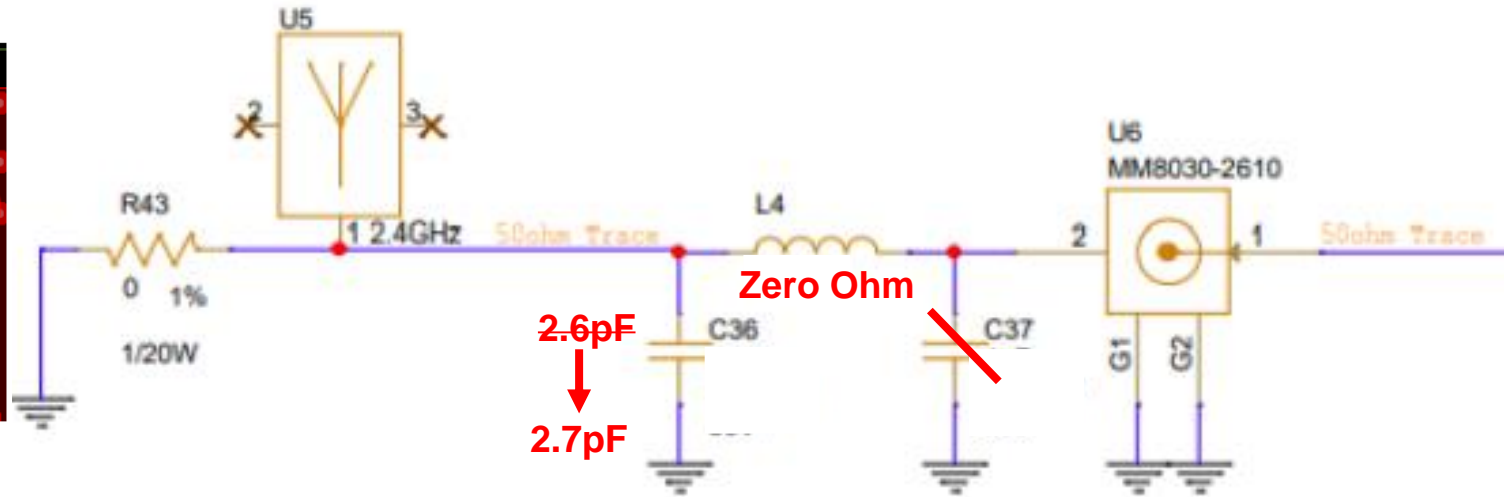 U5
2
3
1 2.4GHz
R43
0
1%
1/20W
50ohm Trace
L4
Zero Ohm
2.6pF
2.7pF
C36
C37
U6
MM8030-2610
2
1
50ohm Trace
G1
G2